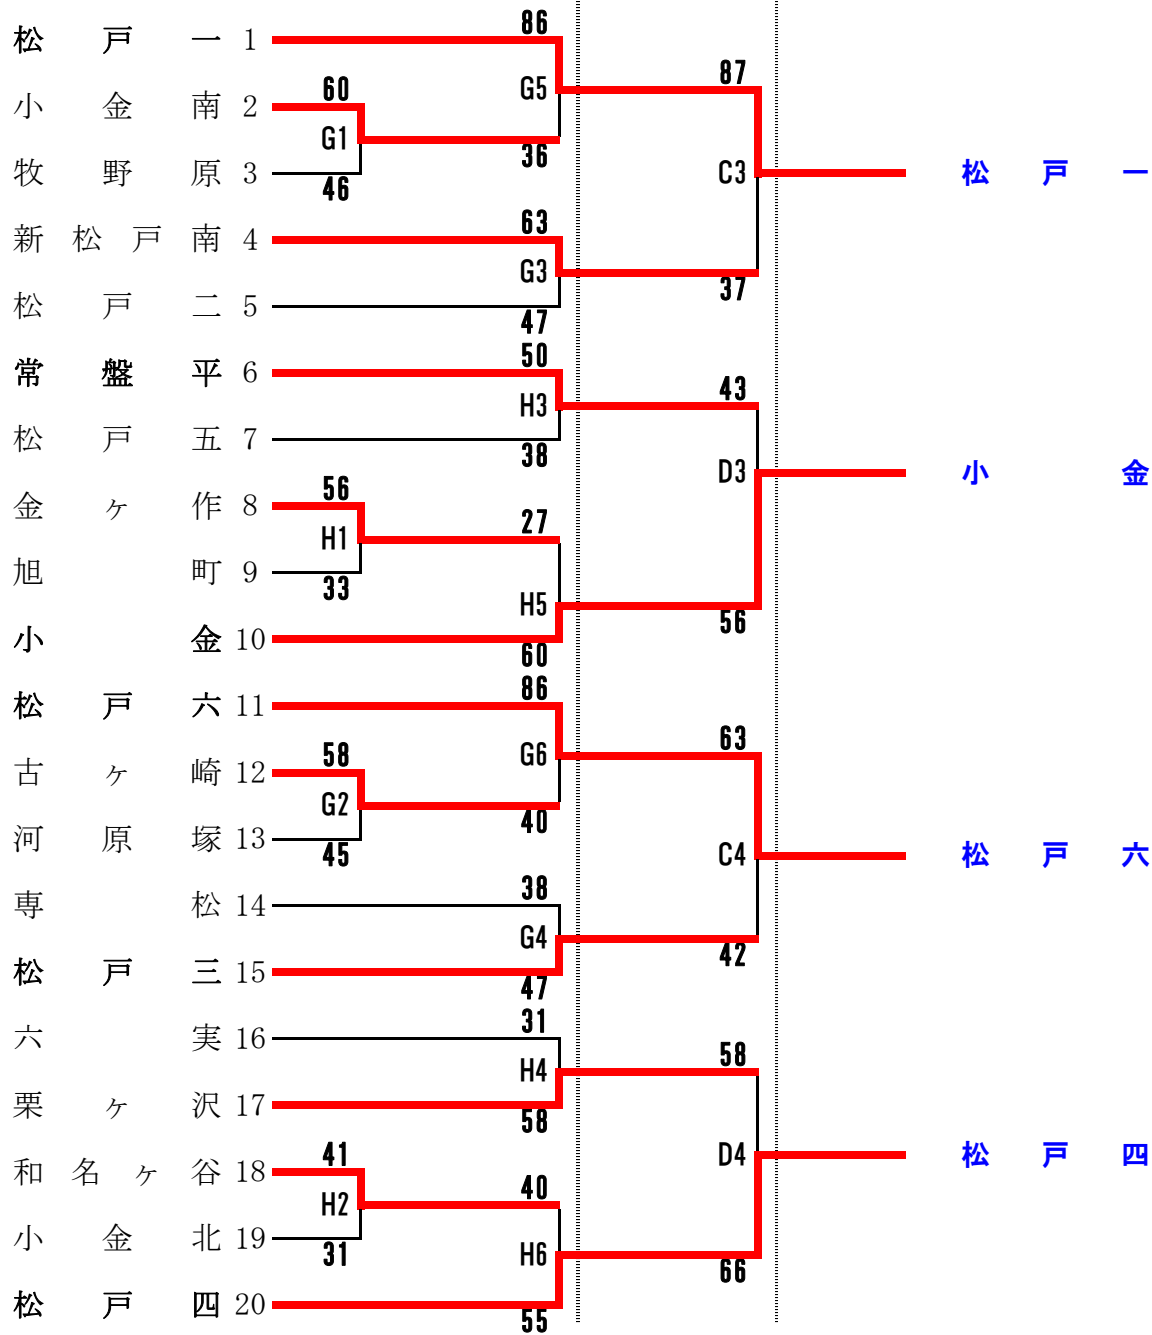 86
松戸一 1
87
60
G5
小金南 2
G1
36
牧野原 3
C3
松戸一
46
63
新松戸南 4
G3
37
松戸二 5
47
50
常盤平 6
43
H3
松戸五 7
38
D3
小金
56
金ヶ作 8
27
H1
旭町 9
33
H5
56
小金 10
60
86
松戸六 11
63
58
G6
古ヶ崎 12
G2
40
河原塚 13
45
C4
松戸六
38
専松 14
G4
42
松戸三 15
47
31
六実 16
58
H4
栗ヶ沢 17
58
41
D4
松戸四
和名ヶ谷 18
40
H2
小金北 19
31
H6
66
松戸四 20
55